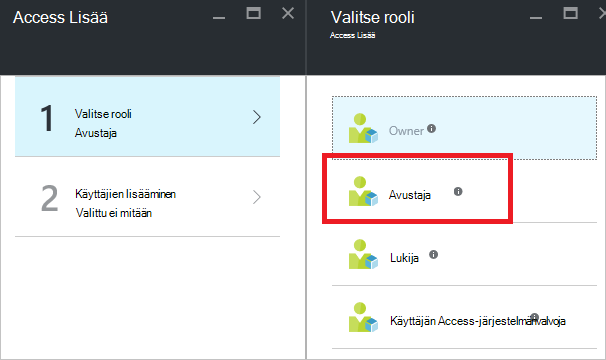 Access Lisää
1
Valitse rooli
Avustaja
2
Käyttäjien lisääminen
Valittu ei mitään
Valitse rooli
Access Lisää
Owner
Avustaja
Lukija
Käyttäjän Access-järjestelmänvalvoja